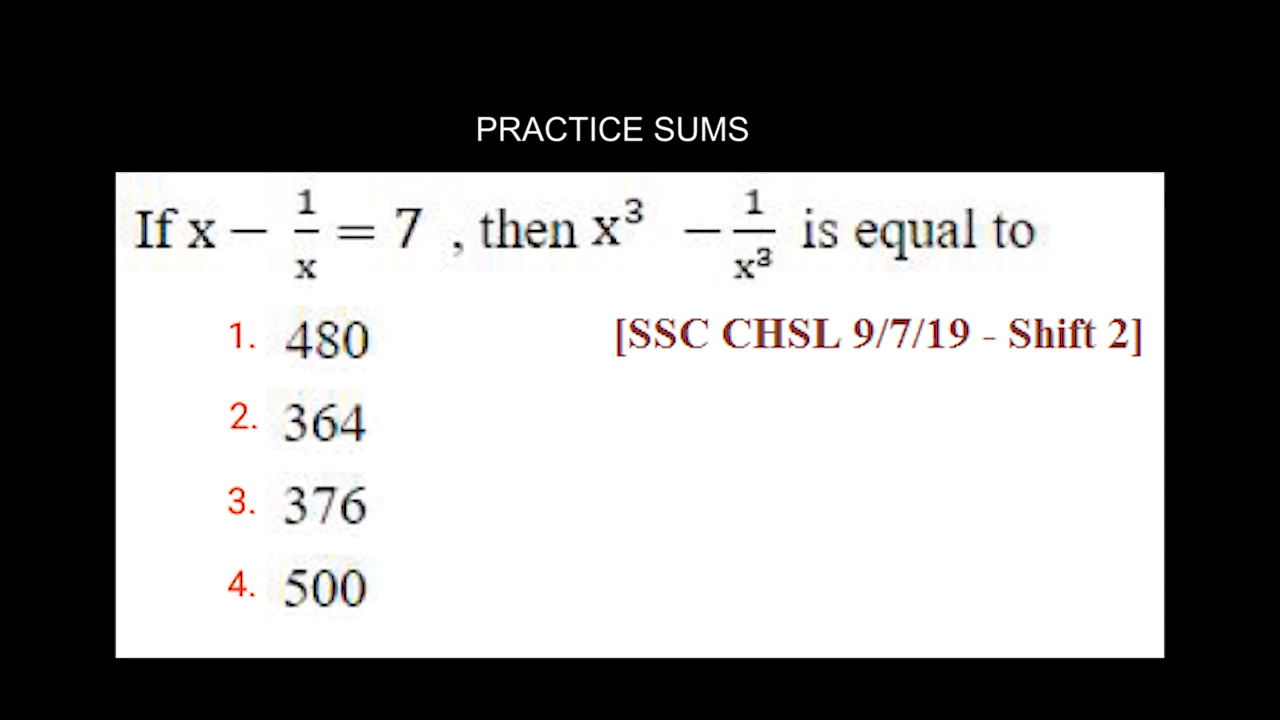 PRACTICE SUMS
If x − 1/x = 7 , then x³ − 1/x³ is equal to
1. 480
[SSC CHSL 9/7/19 - Shift 2]
2. 364
3. 376
4. 500